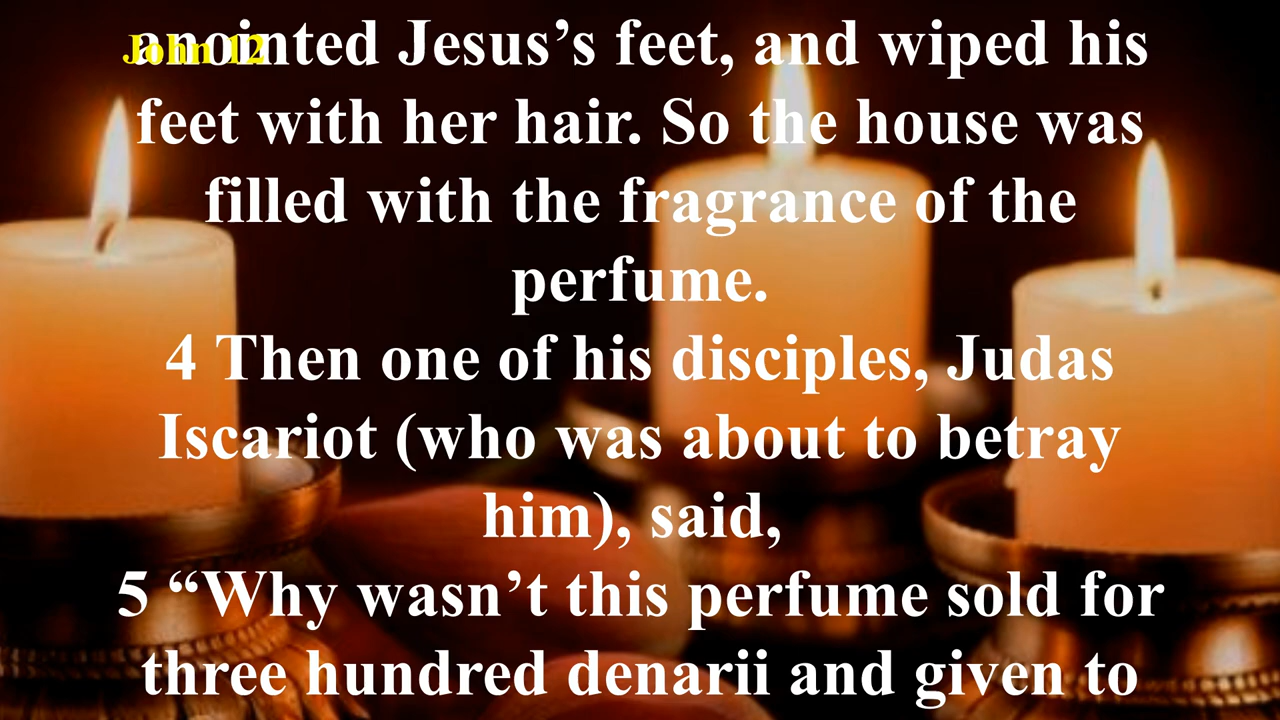 John 12
anointed Jesus’s feet, and wiped his
feet with her hair. So the house was
filled with the fragrance of the
perfume.
4 Then one of his disciples, Judas
Iscariot (who was about to betray
him), said,
5 “Why wasn’t this perfume sold for
three hundred denarii and given to